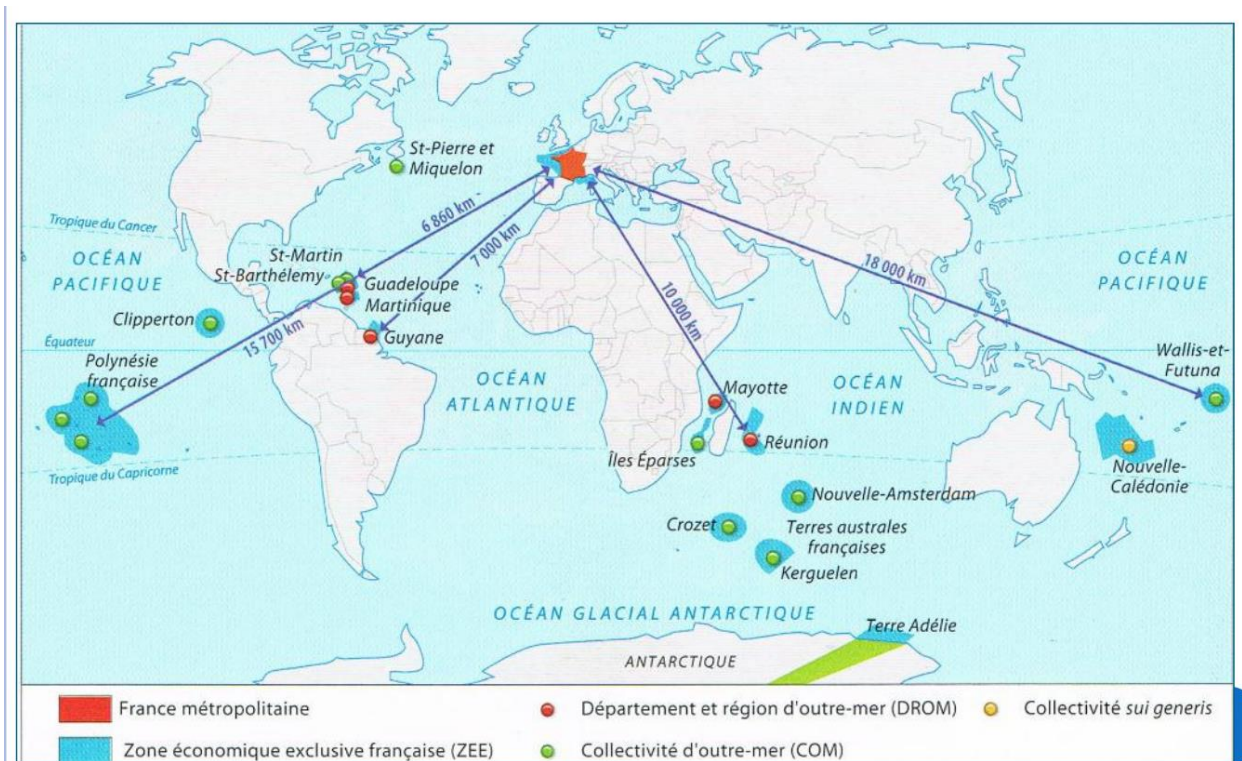 St-Pierre et
Miquelon
6 860 km
Tropique du Cancer
7 000 km
OCÉAN
PACIFIQUE
St-Martin
St-Barthélemy
Guadeloupe
Martinique
18 000 km
OCÉAN
PACIFIQUE
10 000 km
Clipperton
15 700 km
Guyane
Équateur
Polynésie
française
OCÉAN
ATLANTIQUE
Mayotte
OCÉAN
INDIEN
Wallis-et-
Futuna
Réunion
Îles Éparses
Tropique du Capricorne
Nouvelle-
Calédonie
Nouvelle-Amsterdam
Crozet
Terres australes
françaises
Kerguelen
OCÉAN GLACIAL ANTARCTIQUE
Terre Adélie
ANTARCTIQUE
France métropolitaine
Département et région d'outre-mer (DROM)
Collectivité sui generis
Zone économique exclusive française (ZEE)
Collectivité d'outre-mer (COM)